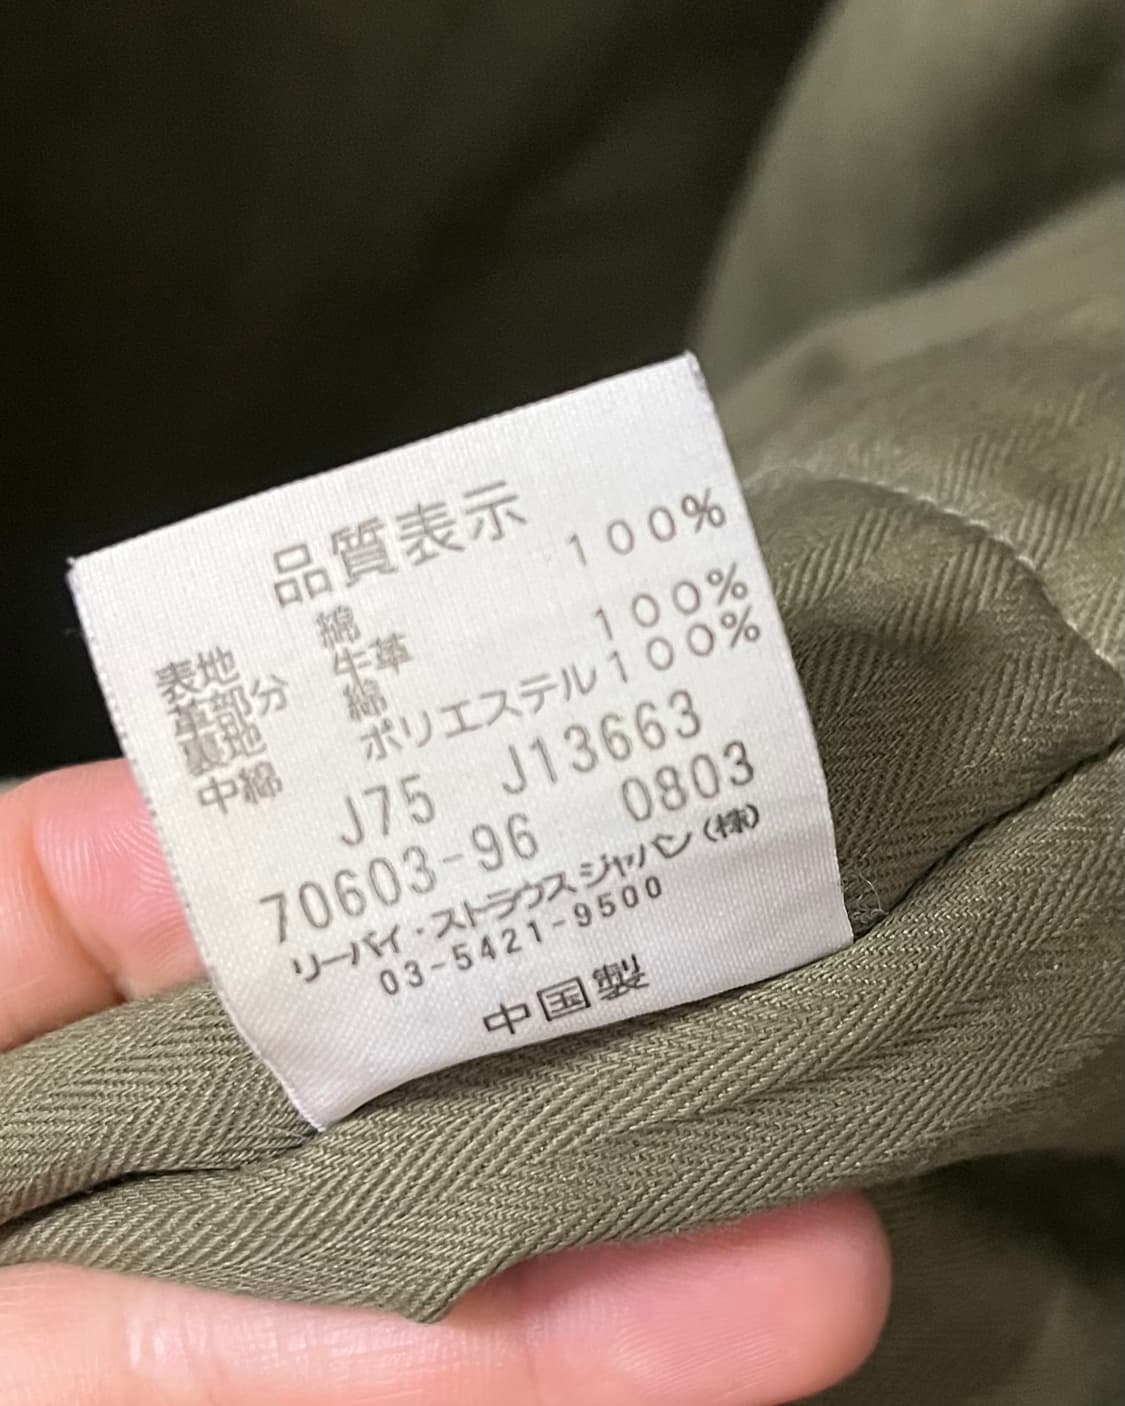 品質表示
表地 綿 100%
革部分 牛革
裏地 綿 100%
中綿 ポリエステル100%
J75 J13663
70603-96 0803
リーバイ・ストラウスジャパン(株)
03-5421-9500
中国製